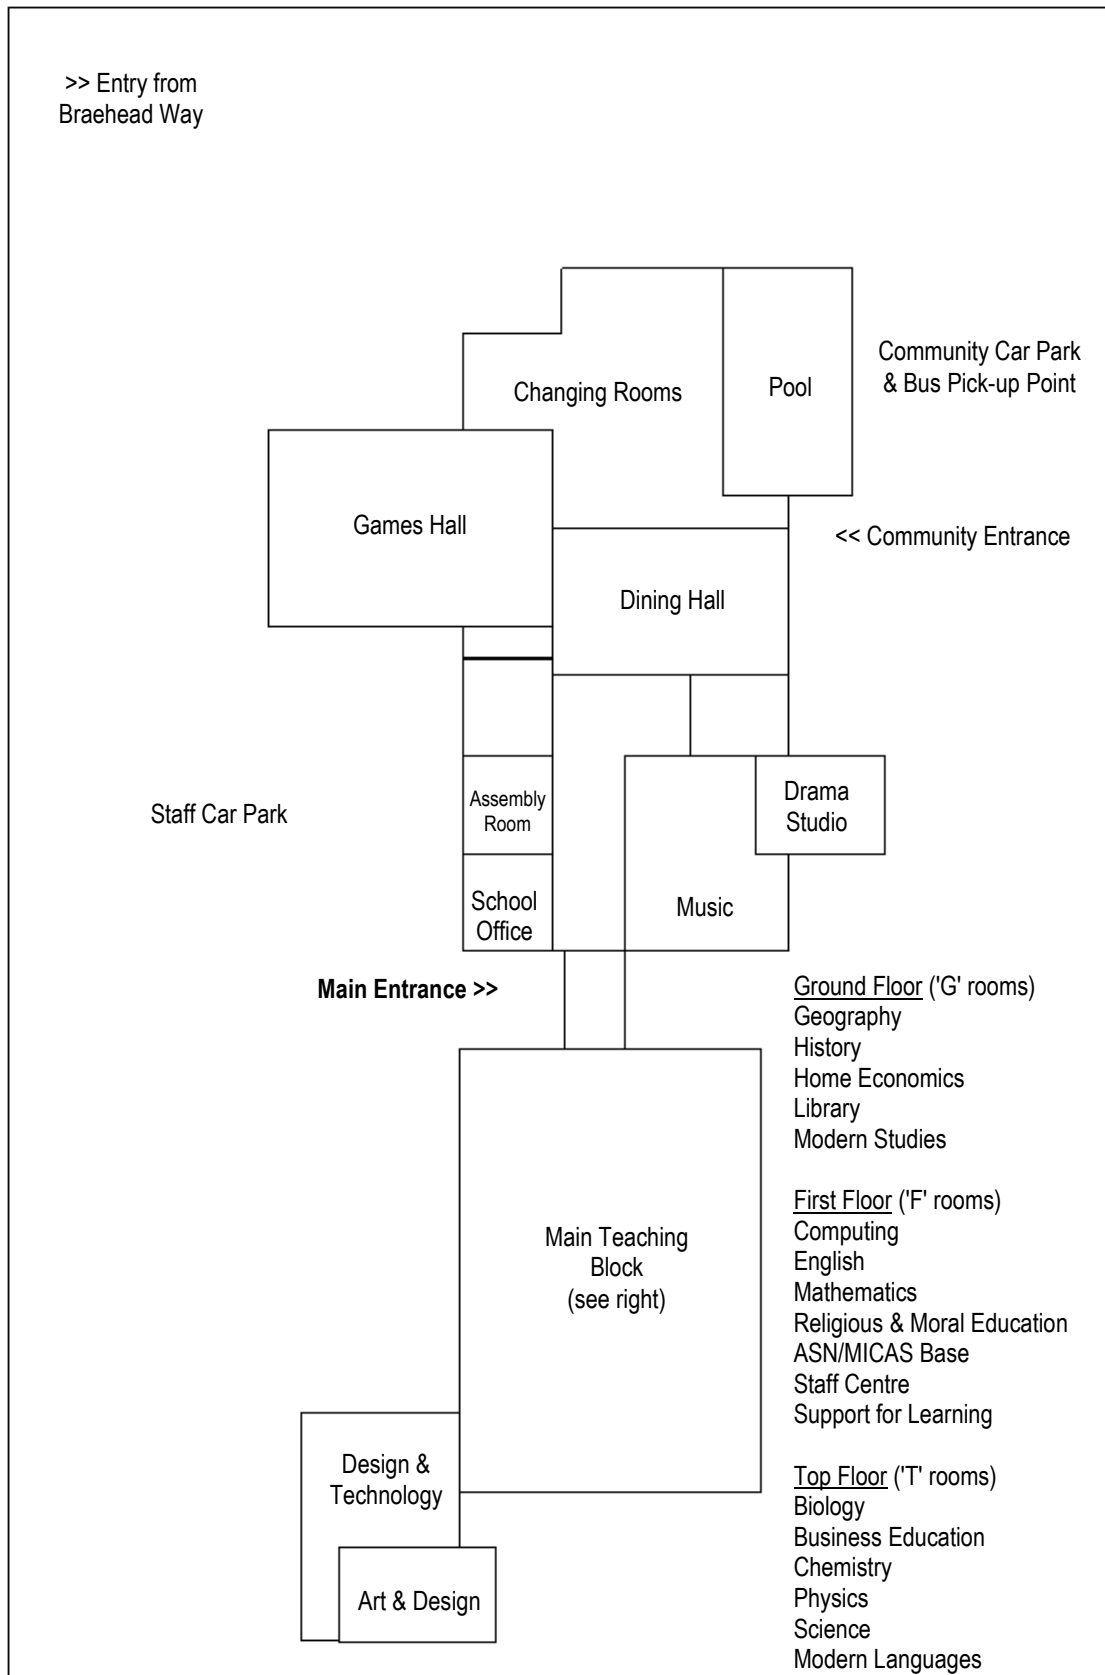 >> Entry from
Braehead Way
Community Car Park
& Bus Pick-up Point
Changing Rooms
Pool
Games Hall
<< Community Entrance
Dining Hall
Staff Car Park
Assembly
Room
Drama
Studio
School
Office
Music
Main Entrance >>
Ground Floor ('G' rooms)
Geography
History
Home Economics
Library
Modern Studies
First Floor ('F' rooms)
Computing
English
Mathematics
Religious & Moral Education
ASN/MICAS Base
Staff Centre
Support for Learning
Main Teaching
Block
(see right)
Design &
Technology
Art & Design
Top Floor ('T' rooms)
Biology
Business Education
Chemistry
Physics
Science
Modern Languages